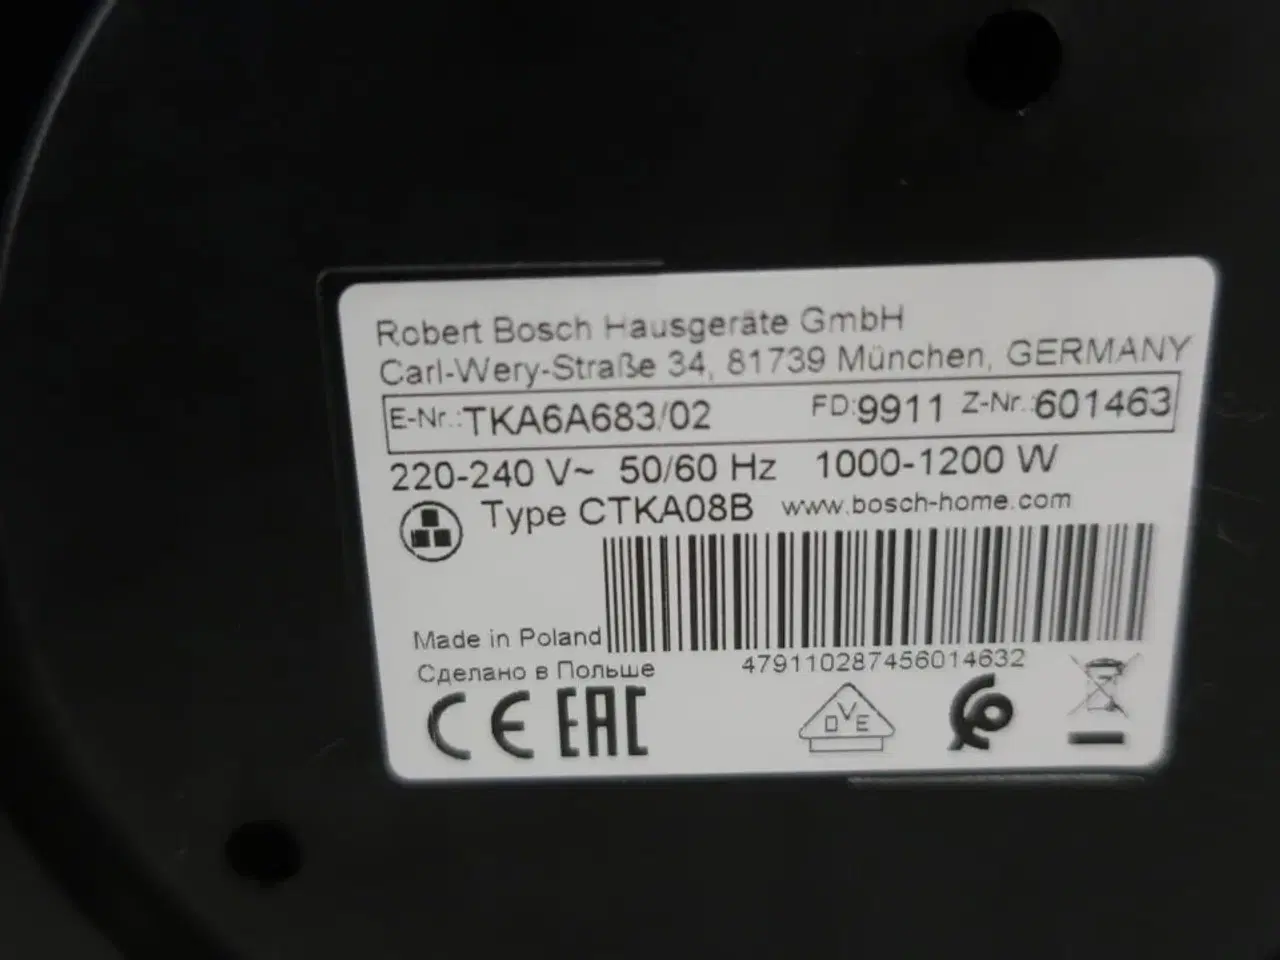 Robert Bosch Hausgeräte GmbH
Carl-Wery-Straße 34, 81739 München, GERMANY
E-Nr.:TKA6A683/02 FD:9911 Z-Nr.:601463
220-240 V~ 50/60 Hz 1000-1200 W
Type CTKA08B www.bosch-home.com
Made in Poland
Сделано в Польше
479110287456014632
CE EAC DVE